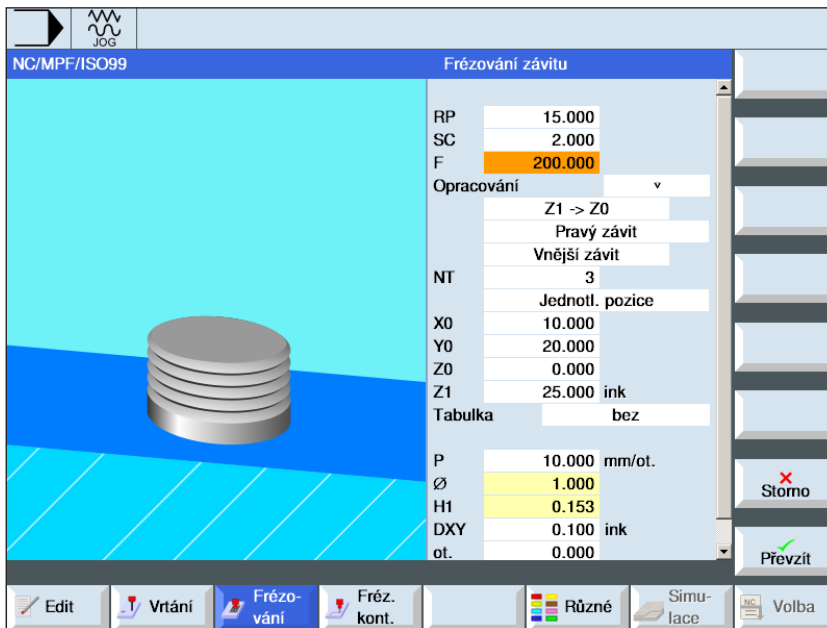 JOG
NC/MPF/ISO99 Frézování závitu
RP 15.000
SC 2.000
F 200.000
Opracování ▿
Z1 -> Z0
Pravý závit
Vnější závit
NT 3
Jednotl. pozice
X0 10.000
Y0 20.000
Z0 0.000
Z1 25.000 ink
Tabulka bez
P 10.000 mm/ot.
Ø 1.000
H1 0.153
DXY 0.100 ink
ot. 0.000
Storno
Převzít
Edit
Vrtání
Frézo-
vání
Fréz.
kont.
Různé
Simu-
lace
NC
Volba